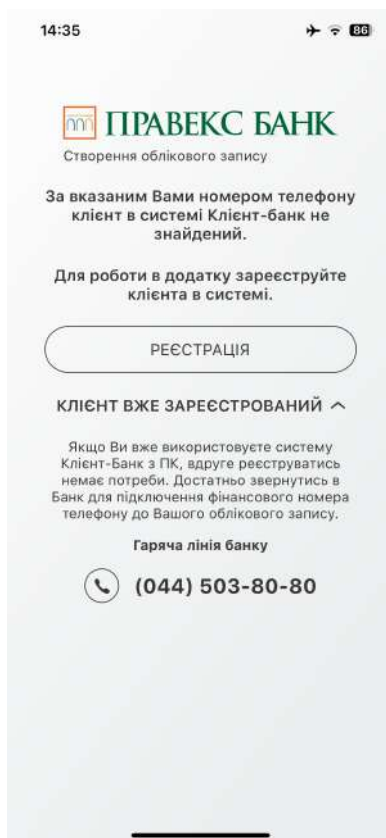 14:35
86
ПРАВЕКС БАНК
Створення облікового запису
За вказаним Вами номером телефону
клієнт в системі Клієнт-банк не
знайдений.
Для роботи в додатку зареєструйте
клієнта в системі.
РЕЄСТРАЦІЯ
КЛІЄНТ ВЖЕ ЗАРЕЄСТРОВАНИЙ
Якщо Ви вже використовуєте систему
Клієнт-Банк з ПК, вдруге реєструватись
немає потреби. Достатньо звернутись в
Банк для підключення фінансового номера
телефону до Вашого облікового запису.
Гаряча лінія банку
(044) 503-80-80